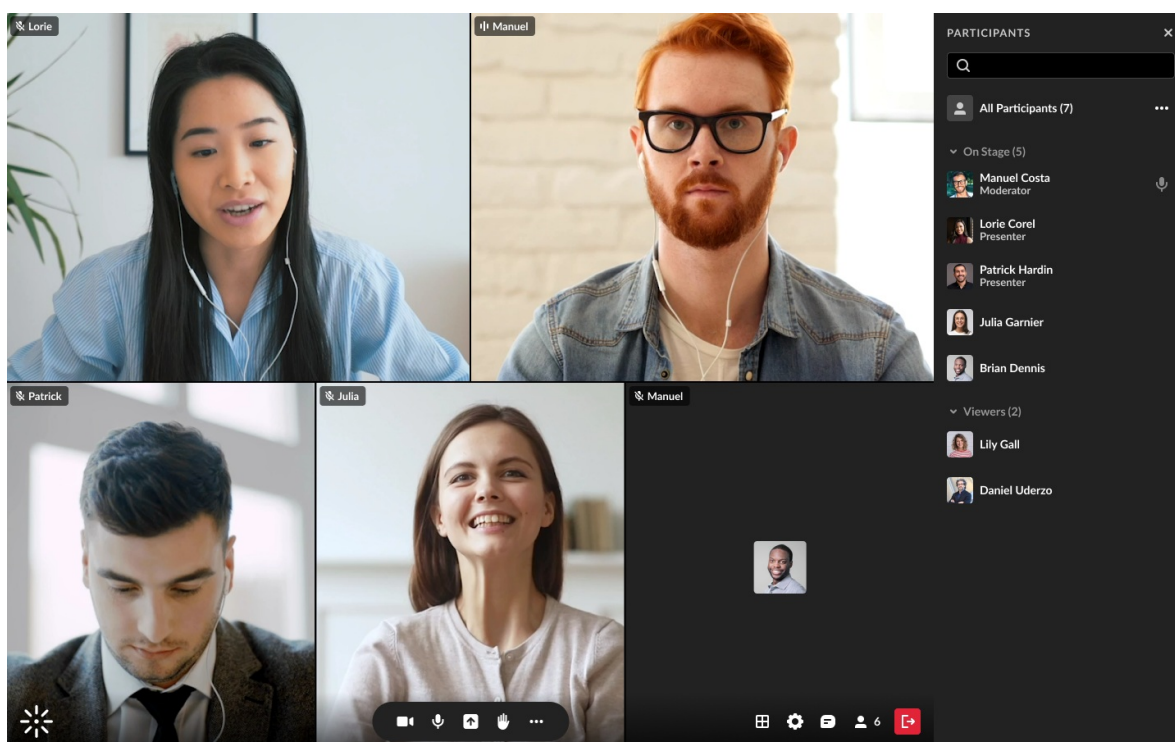 Lorie
Manuel
Patrick
Julia
Manuel
6
PARTICIPANTS
All Participants (7)
On Stage (5)
Manuel Costa
Moderator
Lorie Corel
Presenter
Patrick Hardin
Presenter
Julia Garnier
Brian Dennis
Viewers (2)
Lily Gall
Daniel Uderzo